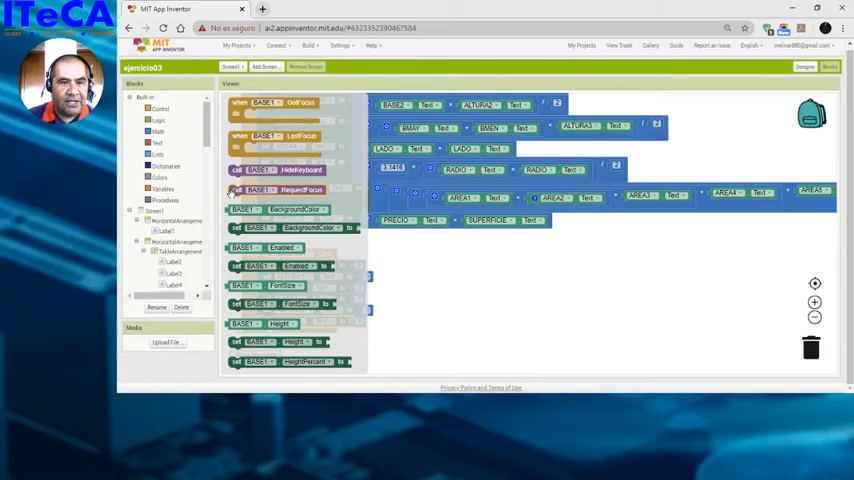 ITeCA
MIT App Inventor
No es seguro
ai2.appinventor.mit.edu/#6323352390467584
MIT
APP INVENTOR
My Projects
Connect
Build
Settings
Help
My Projects
View Trash
Gallery
Guide
Report an Issue
English
melnar880@gmail.com
ejercicio03
Screen1
Add Screen...
Remove Screen
Designer
Blocks
Blocks
Viewer
Built-in
Control
Logic
Math
Text
Lists
Dictionaries
Colors
Variables
Procedures
Screen1
HorizontalArrangeme
Label1
HorizontalArrangeme
TableArrangement
Label2
Label3
Label4
Rename
Delete
Media
Upload File ...
when BASE1 .GotFocus
do
when BASE1 .LostFocus
do
call BASE1 .HideKeyboard
call BASE1 .RequestFocus
BASE1 . BackgroundColor
set BASE1 . BackgroundColor to
BASE1 . Enabled
set BASE1 . Enabled to
BASE1 . FontSize
set BASE1 . FontSize to
BASE1 . Height
set BASE1 . Height to
set BASE1 . HeightPercent to
BASE2 . Text × ALTURA2 . Text / 2
BMAY . Text + BMEN . Text × ALTURA3 . Text / 2
LADO . Text × LADO . Text
3.1416 × RADIO . Text × RADIO . Text / 2
AREA1 . Text + AREA2 . Text + AREA3 . Text + AREA4 . Text + AREA5
PRECIO . Text × SUPERFICIE . Text
Privacy Policy and Terms of Use